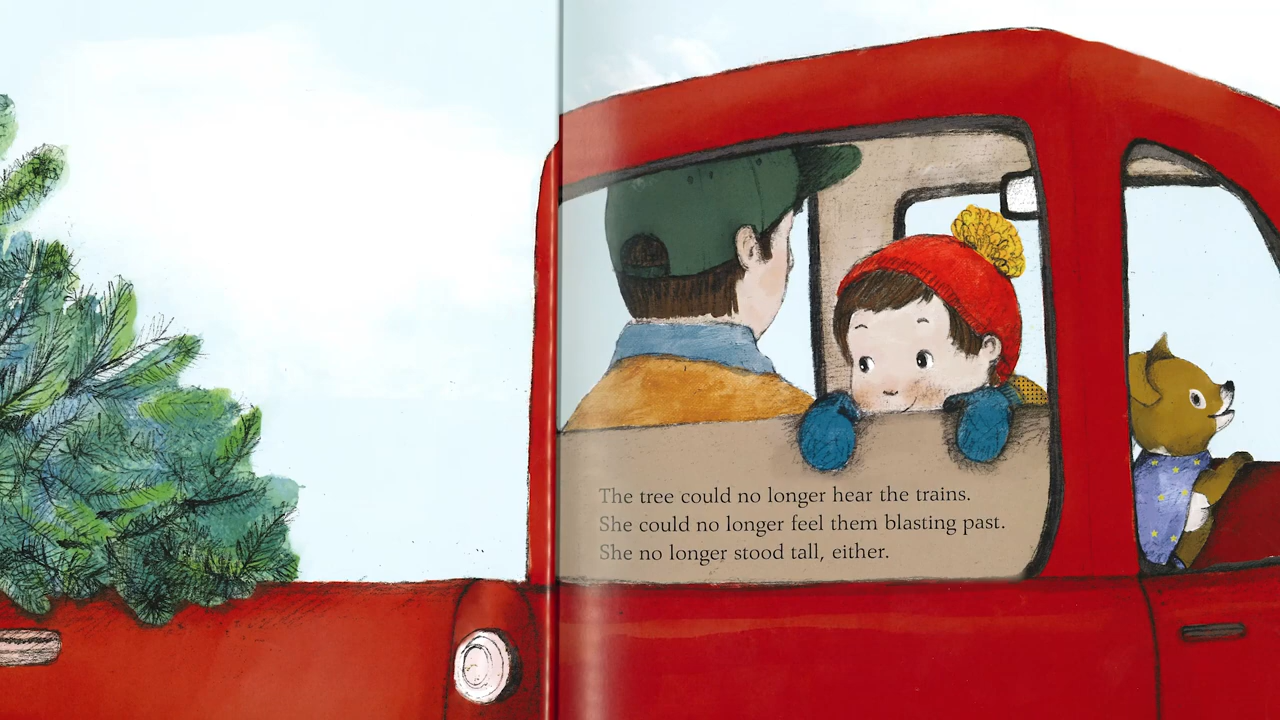 The tree could no longer hear the trains.
She could no longer feel them blasting past.
She no longer stood tall, either.